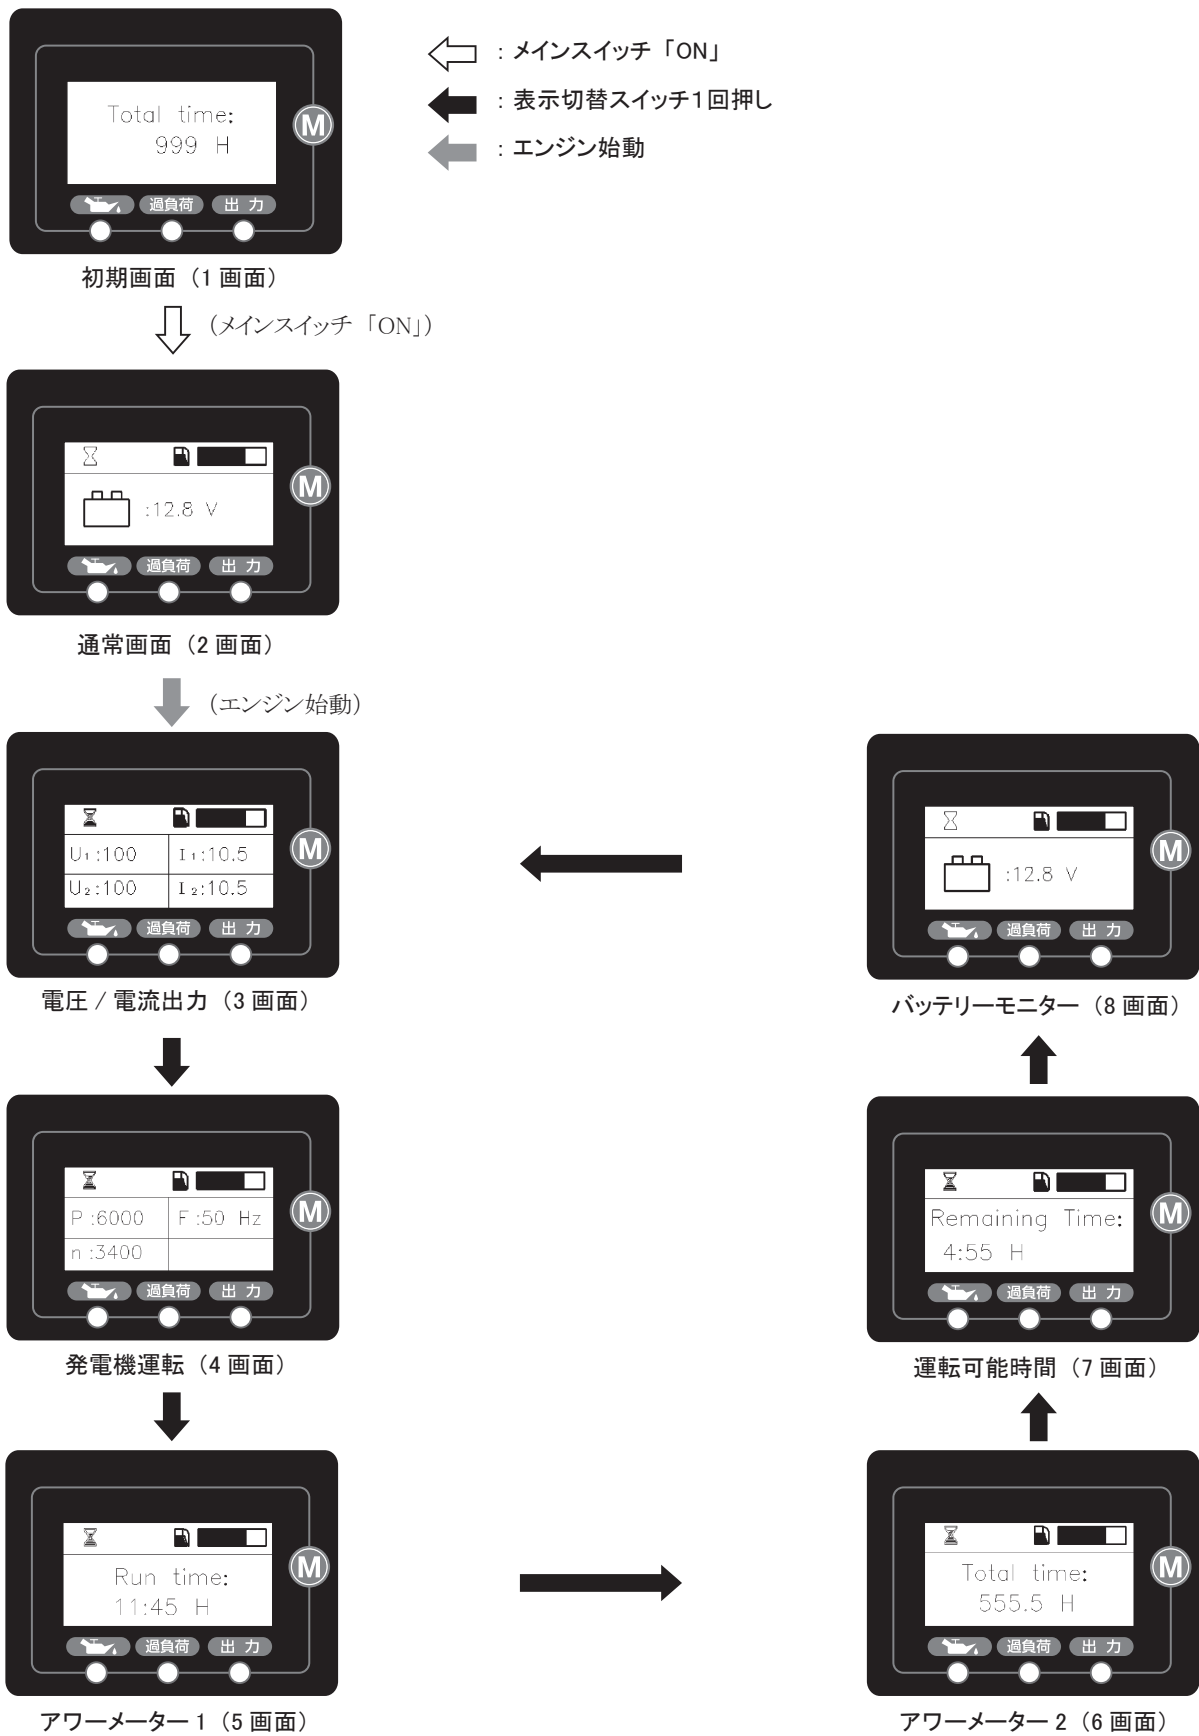 ：メインスイッチ「ON」
：表示切替スイッチ1回押し
：エンジン始動
Total time:
999 H
M
過負荷
出 力
初期画面（1 画面）
（メインスイッチ「ON」）
:12.8 V
M
過負荷
出 力
通常画面（2 画面）
（エンジン始動）
U₁:100 I₁:10.5
U₂:100 I₂:10.5
M
過負荷
出 力
電圧 / 電流出力（3 画面）
P:6000 F:50 Hz
n:3400
M
過負荷
出 力
発電機運転（4 画面）
Run time:
11:45 H
M
過負荷
出 力
アワーメーター 1（5 画面）
Total time:
555.5 H
M
過負荷
出 力
アワーメーター 2（6 画面）
Remaining Time:
4:55 H
M
過負荷
出 力
運転可能時間（7 画面）
:12.8 V
M
過負荷
出 力
バッテリーモニター（8 画面）